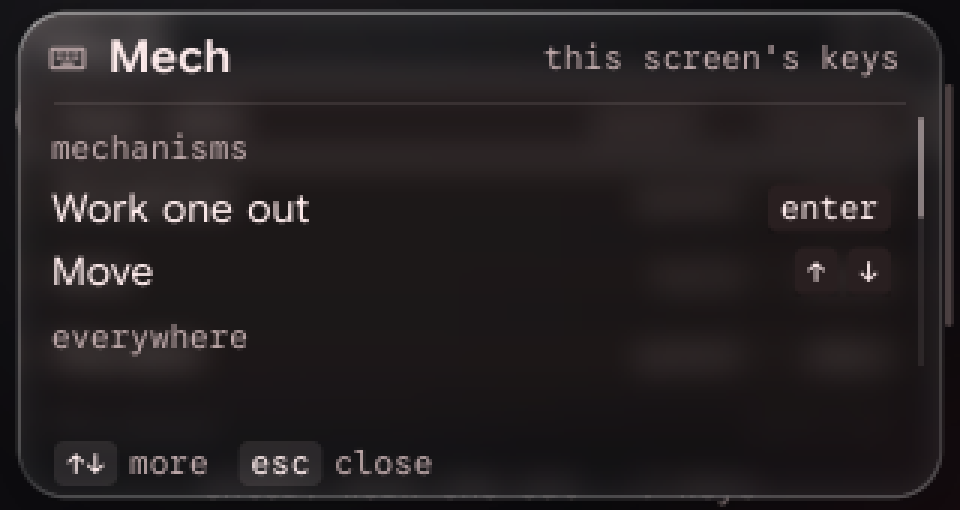 Mech this screen's keys
mechanisms
Work one out enter
Move ↑ ↓
everywhere
↑↓ more esc close